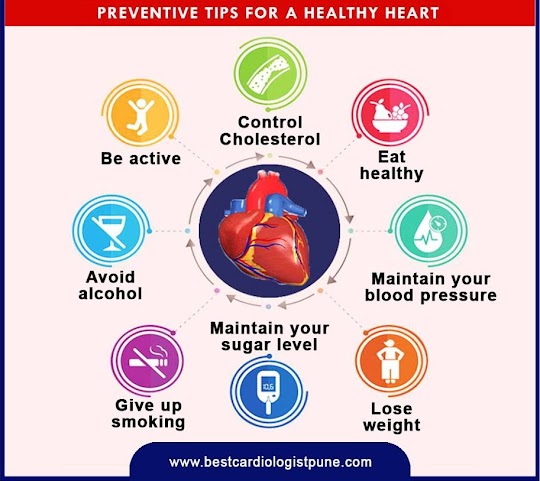 PREVENTIVE TIPS FOR A HEALTHY HEART
Control
Cholesterol
Be active
Eat
healthy
Avoid
alcohol
Maintain your
blood pressure
Maintain your
sugar level
10,6
Give up
smoking
Lose
weight
www.bestcardiologistpune.com